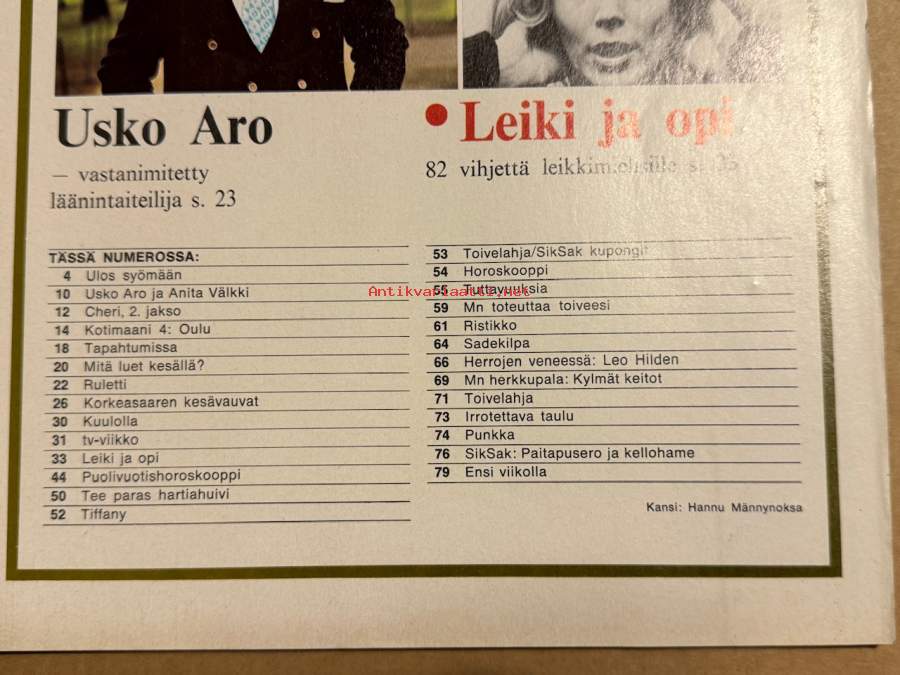 Usko Aro
– vastanimitetty
läänintaiteilija s. 23
• Leiki ja opi
82 vihjettä leikkimielisille s.
TÄSSÄ NUMEROSSA:
4 Ulos syömään
10 Usko Aro ja Anita Välkki
12 Cheri, 2. jakso
14 Kotimaani 4: Oulu
18 Tapahtumissa
20 Mitä luet kesällä?
22 Ruletti
26 Korkeasaaren kesävauvat
30 Kuulolla
31 tv-viikko
33 Leiki ja opi
44 Puolivuotishoroskooppi
50 Tee paras hartiahuivi
52 Tiffany
53 Toivelahja/SikSak kupongit
54 Horoskooppi
55 Tuttavuuksia
59 Mn toteuttaa toiveesi
61 Ristikko
64 Sadekilpa
66 Herrojen veneessä: Leo Hilden
69 Mn herkkupala: Kylmät keitot
71 Toivelahja
73 Irrotettava taulu
74 Punkka
76 SikSak: Paitapusero ja kellohame
79 Ensi viikolla
Kansi: Hannu Männynoksa
Antikvariaatti.net